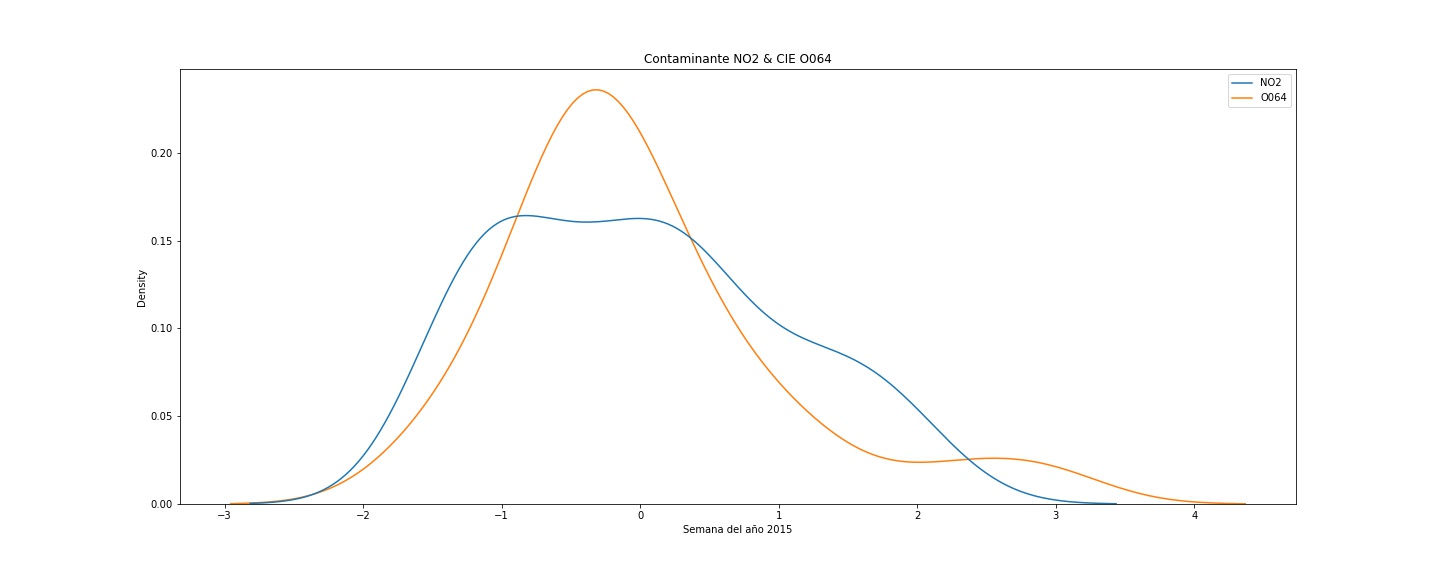 Contaminante NO2 & CIE O064
NO2
O064
0.20
0.15
0.10
0.05
0.00
Density
−3 −2 −1 0 1 2 3 4
Semana del año 2015